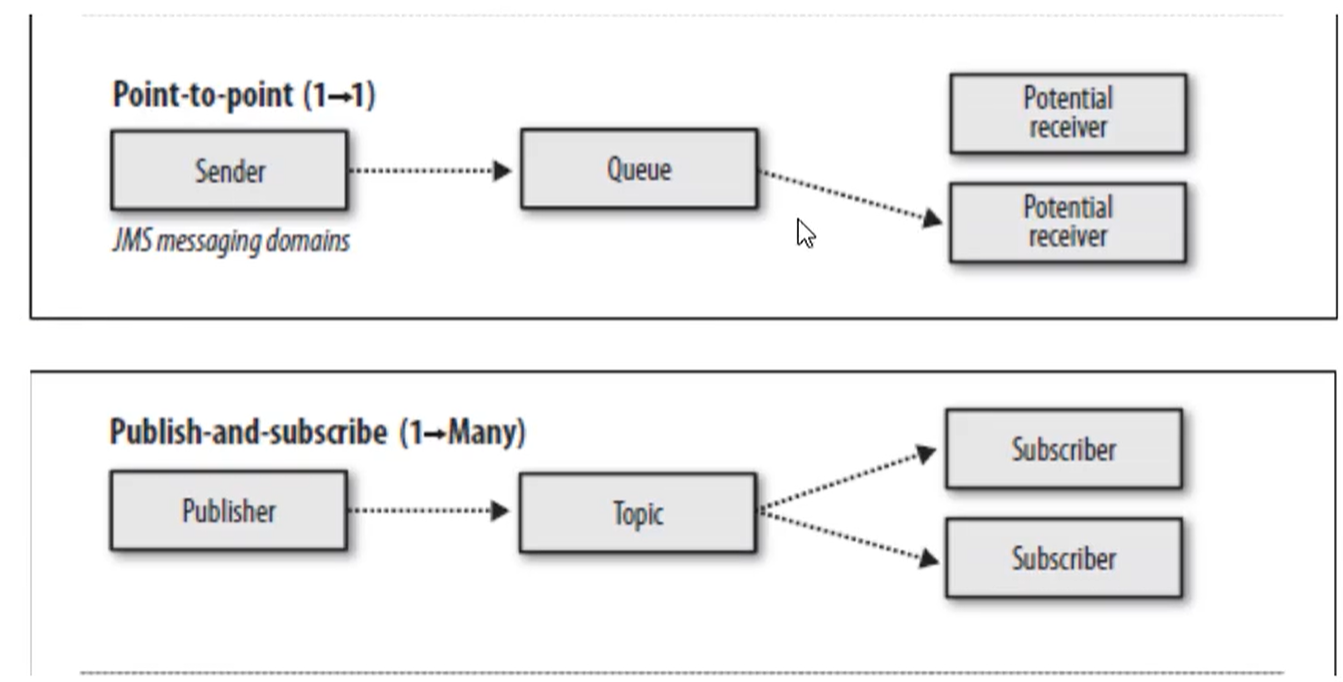 Point-to-point (1→1)
Sender
Queue
Potential
receiver
Potential
receiver
JMS messaging domains
Publish-and-subscribe (1→Many)
Publisher
Topic
Subscriber
Subscriber